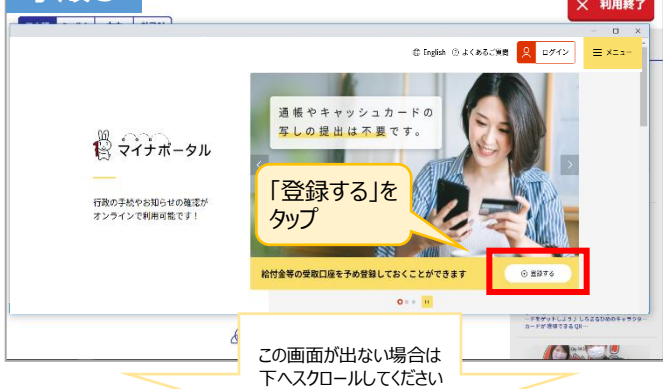 利用終了
English よくあるご質問 ログイン メニュー
通帳やキャッシュカードの
写しの提出は不要です。
マイナポータル
行政の手続やお知らせの確認が
オンラインで利用可能です!
「登録する」を
タップ
給付金等の受取口座を予め登録しておくことができます
登録する
この画面が出ない場合は
下へスクロールしてください